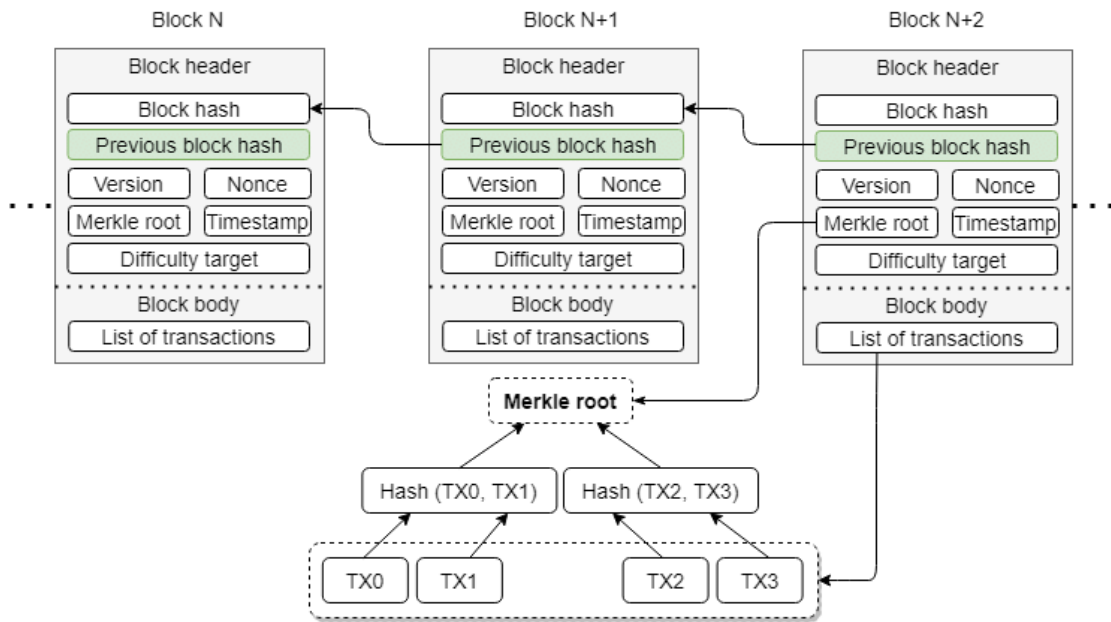 Block N
Block header
Block hash
Previous block hash
Version
Nonce
Merkle root
Timestamp
Difficulty target
Block body
List of transactions
Block N+1
Block header
Block hash
Previous block hash
Version
Nonce
Merkle root
Timestamp
Difficulty target
Block body
List of transactions
Block N+2
Block header
Block hash
Previous block hash
Version
Nonce
Merkle root
Timestamp
Difficulty target
Block body
List of transactions
Merkle root
Hash (TX0, TX1)
Hash (TX2, TX3)
TX0
TX1
TX2
TX3